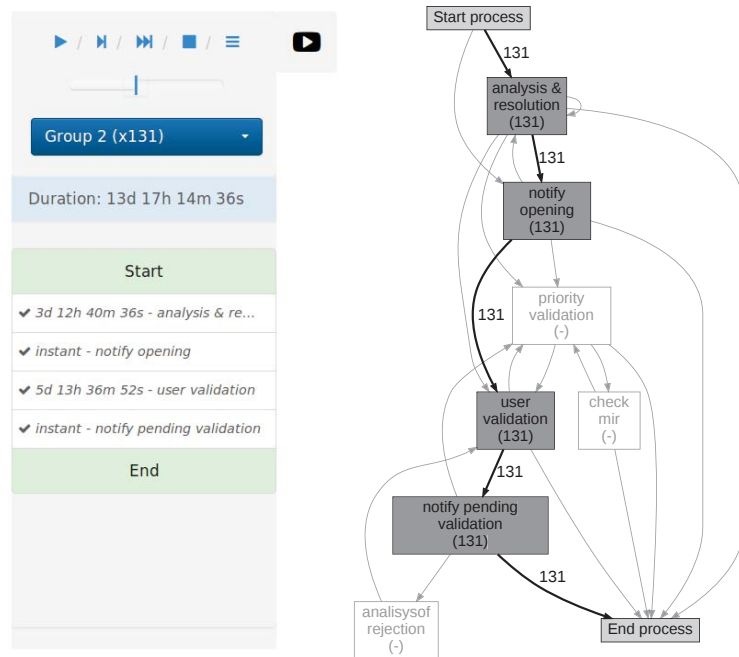 Group 2 (x131)
Duration: 13d 17h 14m 36s
Start
3d 12h 40m 36s - analysis & re...
instant - notify opening
5d 13h 36m 52s - user validation
instant - notify pending validation
End
Start process
131
analysis &
resolution
(131)
131
notify
opening
(131)
priority
validation
(-)
131
user
validation
(131)
check
mir
(-)
131
notify pending
validation
(131)
131
analisysof
rejection
(-)
End process